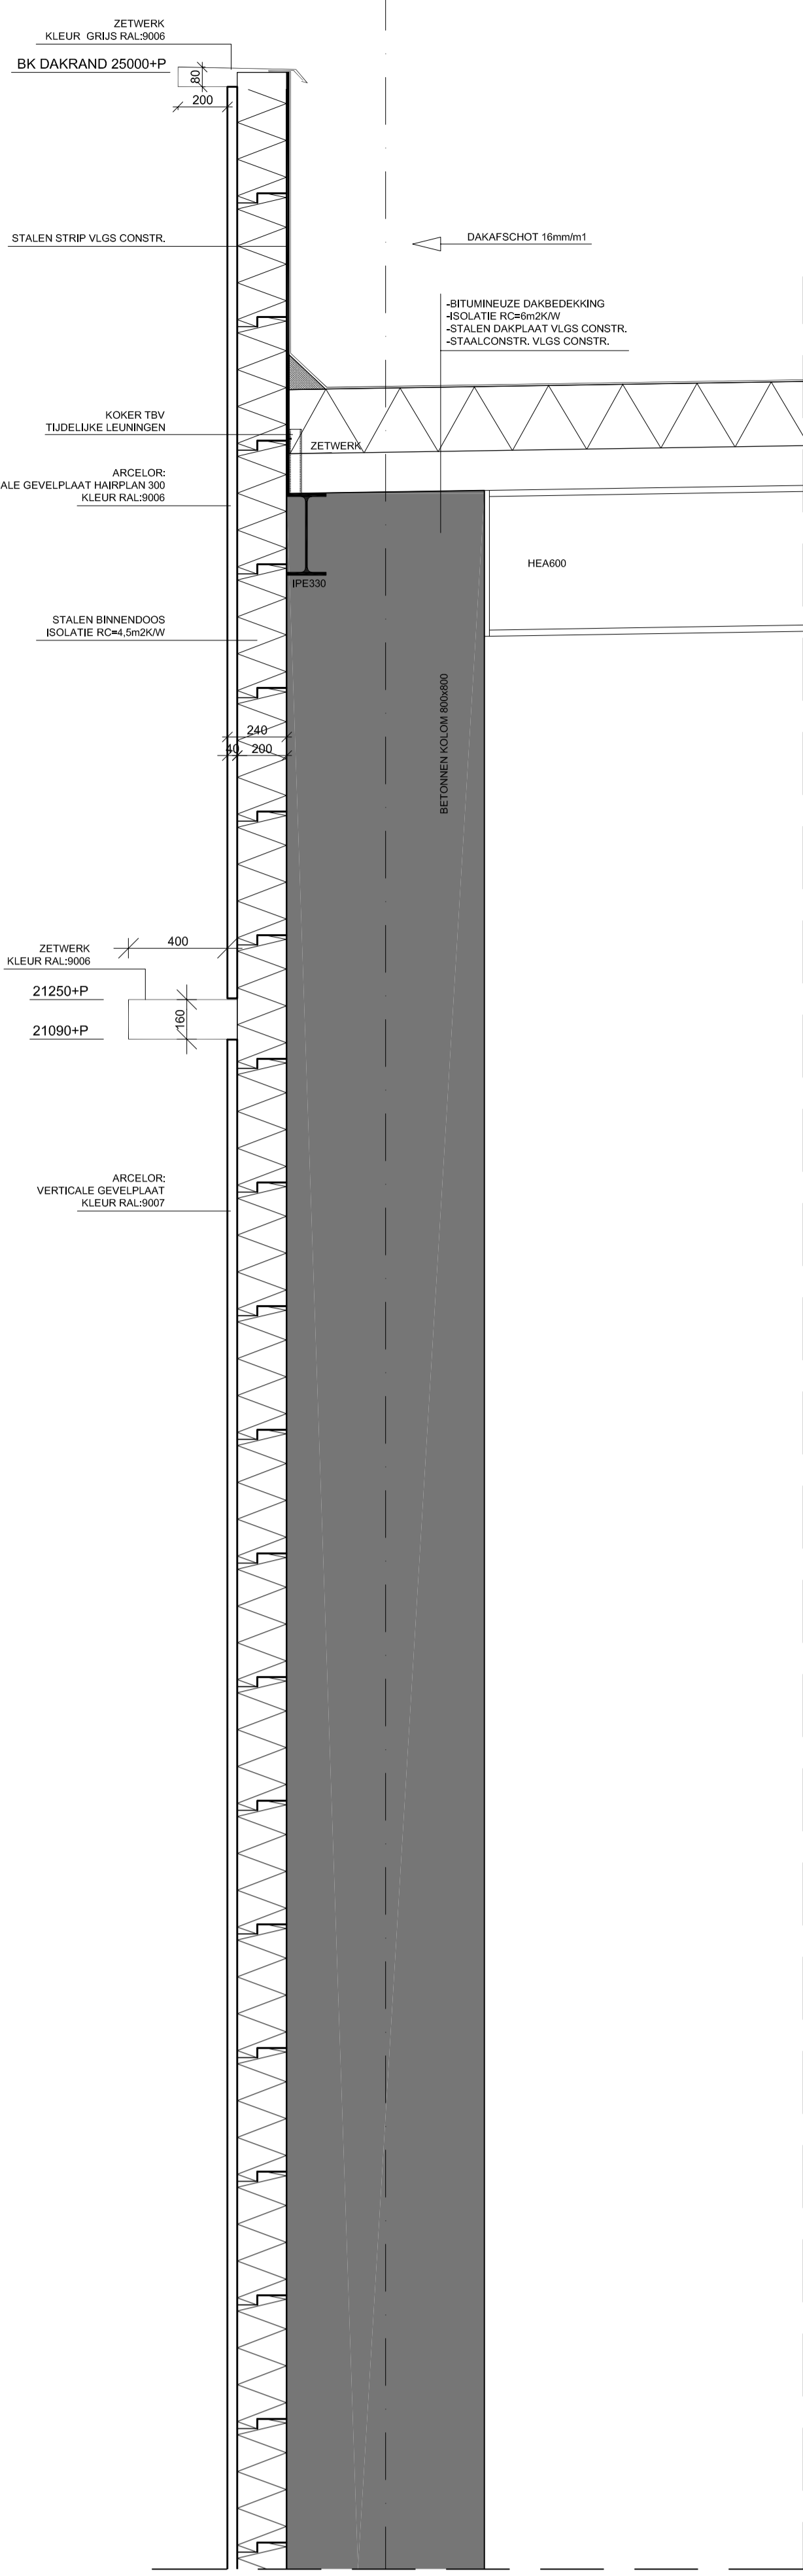 ZETWERK
KLEUR GRIJS RAL:9006
BK DAKRAND 25000+P
80
200
STALEN STRIP VLGS CONSTR.
DAKAFSCHOT 16mm/m1
-BITUMINEUZE DAKBEDEKKING
-ISOLATIE RC=6m2K/W
-STALEN DAKPLAAT VLGS CONSTR.
-STAALCONSTR. VLGS CONSTR.
KOKER TBV
TIJDELIJKE LEUNINGEN
ZETWERK
ARCELOR:
ALE GEVELPLAAT HAIRPLAN 300
KLEUR RAL:9006
HEA600
IPE330
STALEN BINNENDOOS
ISOLATIE RC=4,5m2K/W
BETONNEN KOLOM 800x800
240
40
200
400
ZETWERK
KLEUR RAL:9006
21250+P
160
21090+P
ARCELOR:
VERTICALE GEVELPLAAT
KLEUR RAL:9007